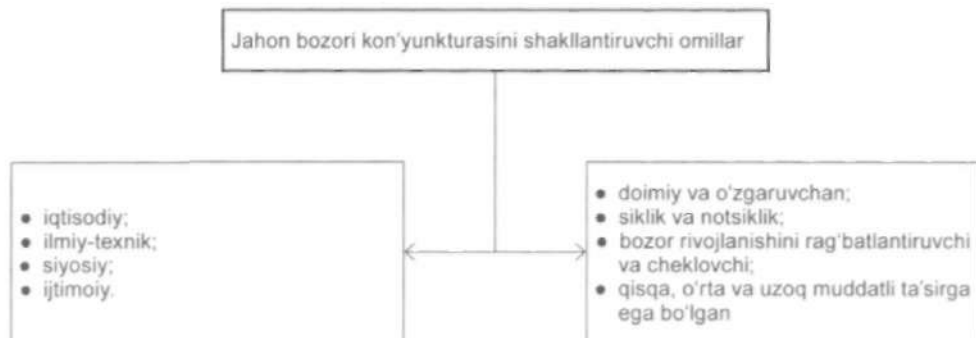 Jahon bozori kon'yunkturasini shakllantiruvchi omillar
● iqtisodiy;
● ilmiy-texnik;
● siyosiy;
● ijtimoiy.
● doimiy va o'zgaruvchan;
● siklik va notsiklik;
● bozor rivojlanishini rag'batlantiruvchi
va cheklovchi;
● qisqa, o'rta va uzoq muddatli ta'sirga
ega bo'lgan